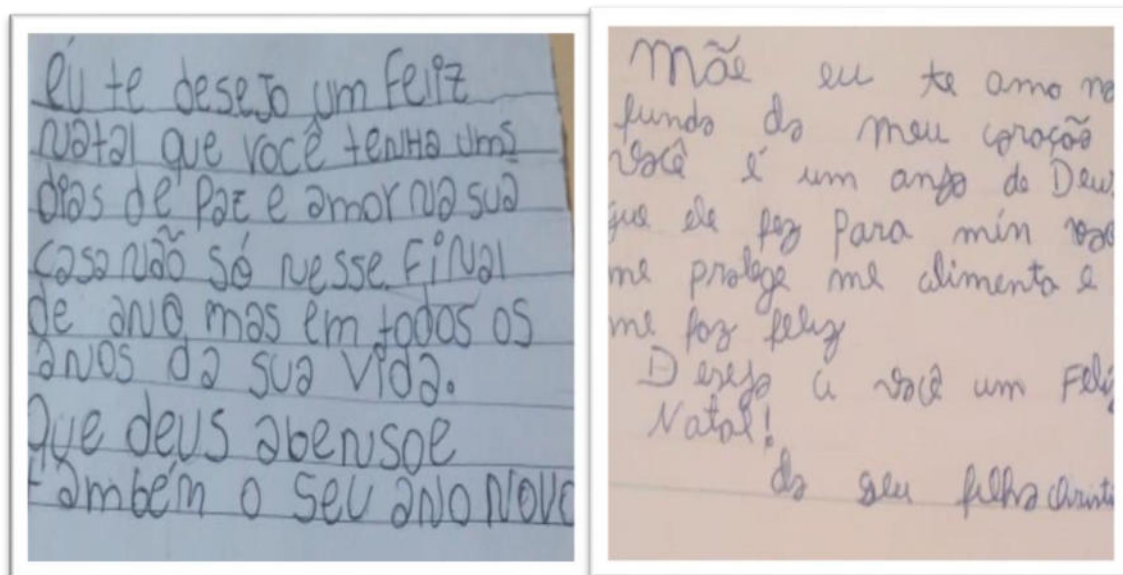 eu te desejo um feliz
natal que você tenha ums
dias de Paz e amor na sua
casa não só nesse final
de ano mas em todos os
anos da sua vida.
que deus abensoe
também o seu ano novo
Mãe eu te amo no
fundo do meu coração
você é um anjo de Deus
que ele fez Para min você
me protege me alimenta e
me faz feliz
Desejo a você um Feliz
Natal!
do seu filho christi